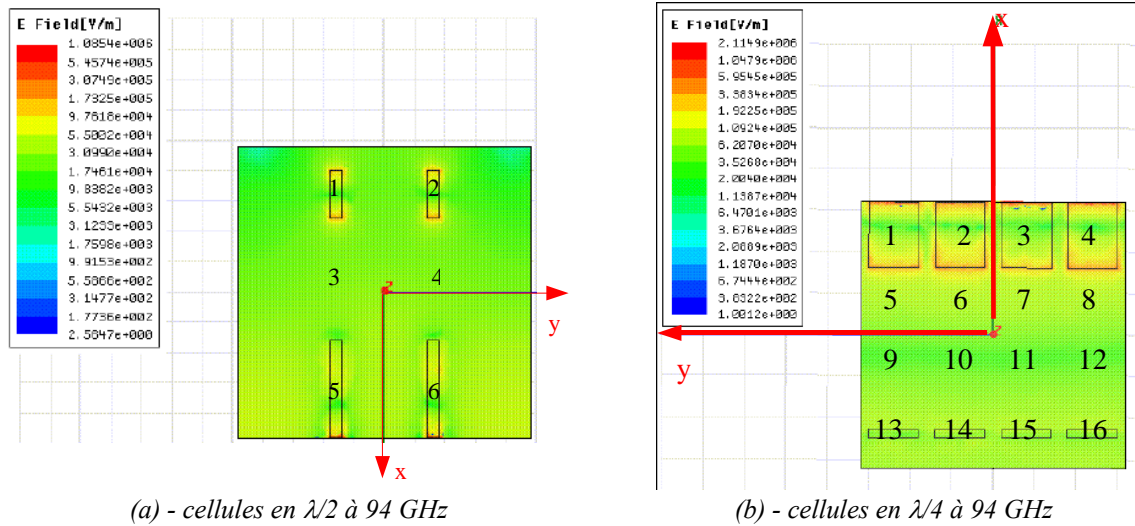 E Field[V/m]
1.0854e+006
5.4574e+005
3.0749e+005
1.7325e+005
9.7618e+004
5.5002e+004
3.0990e+004
1.7461e+004
9.8382e+003
5.5432e+003
3.1233e+003
1.7598e+003
9.9153e+002
5.5866e+002
3.1477e+002
1.7736e+002
2.5647e+000
1 2
3 4
z
y
5 6
x
(a) - cellules en λ/2 à 94 GHz
E Field[V/m]
2.1149e+006
1.0479e+006
5.9545e+005
3.3834e+005
1.9225e+005
1.0924e+005
6.2070e+004
3.5268e+004
2.0040e+004
1.1387e+004
6.4701e+003
3.6764e+003
2.0889e+003
1.1870e+003
6.7444e+002
3.8322e+002
1.0012e+000
x
1 2 3 4
5 6 7 8
z
y
9 10 11 12
13 14 15 16
(b) - cellules en λ/4 à 94 GHz